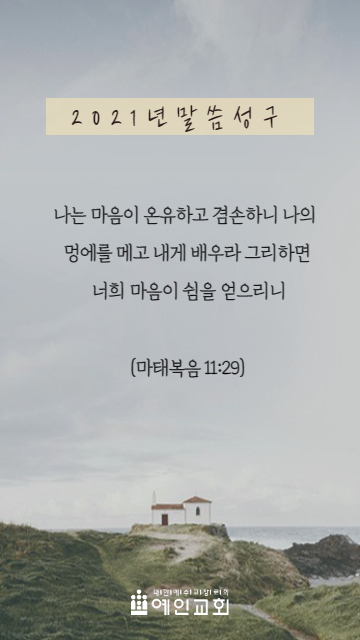 2021년말씀성구
나는 마음이 온유하고 겸손하니 나의
멍에를 메고 내게 배우라 그리하면
너희 마음이 쉼을 얻으리니
(마태복음 11:29)
예인교회